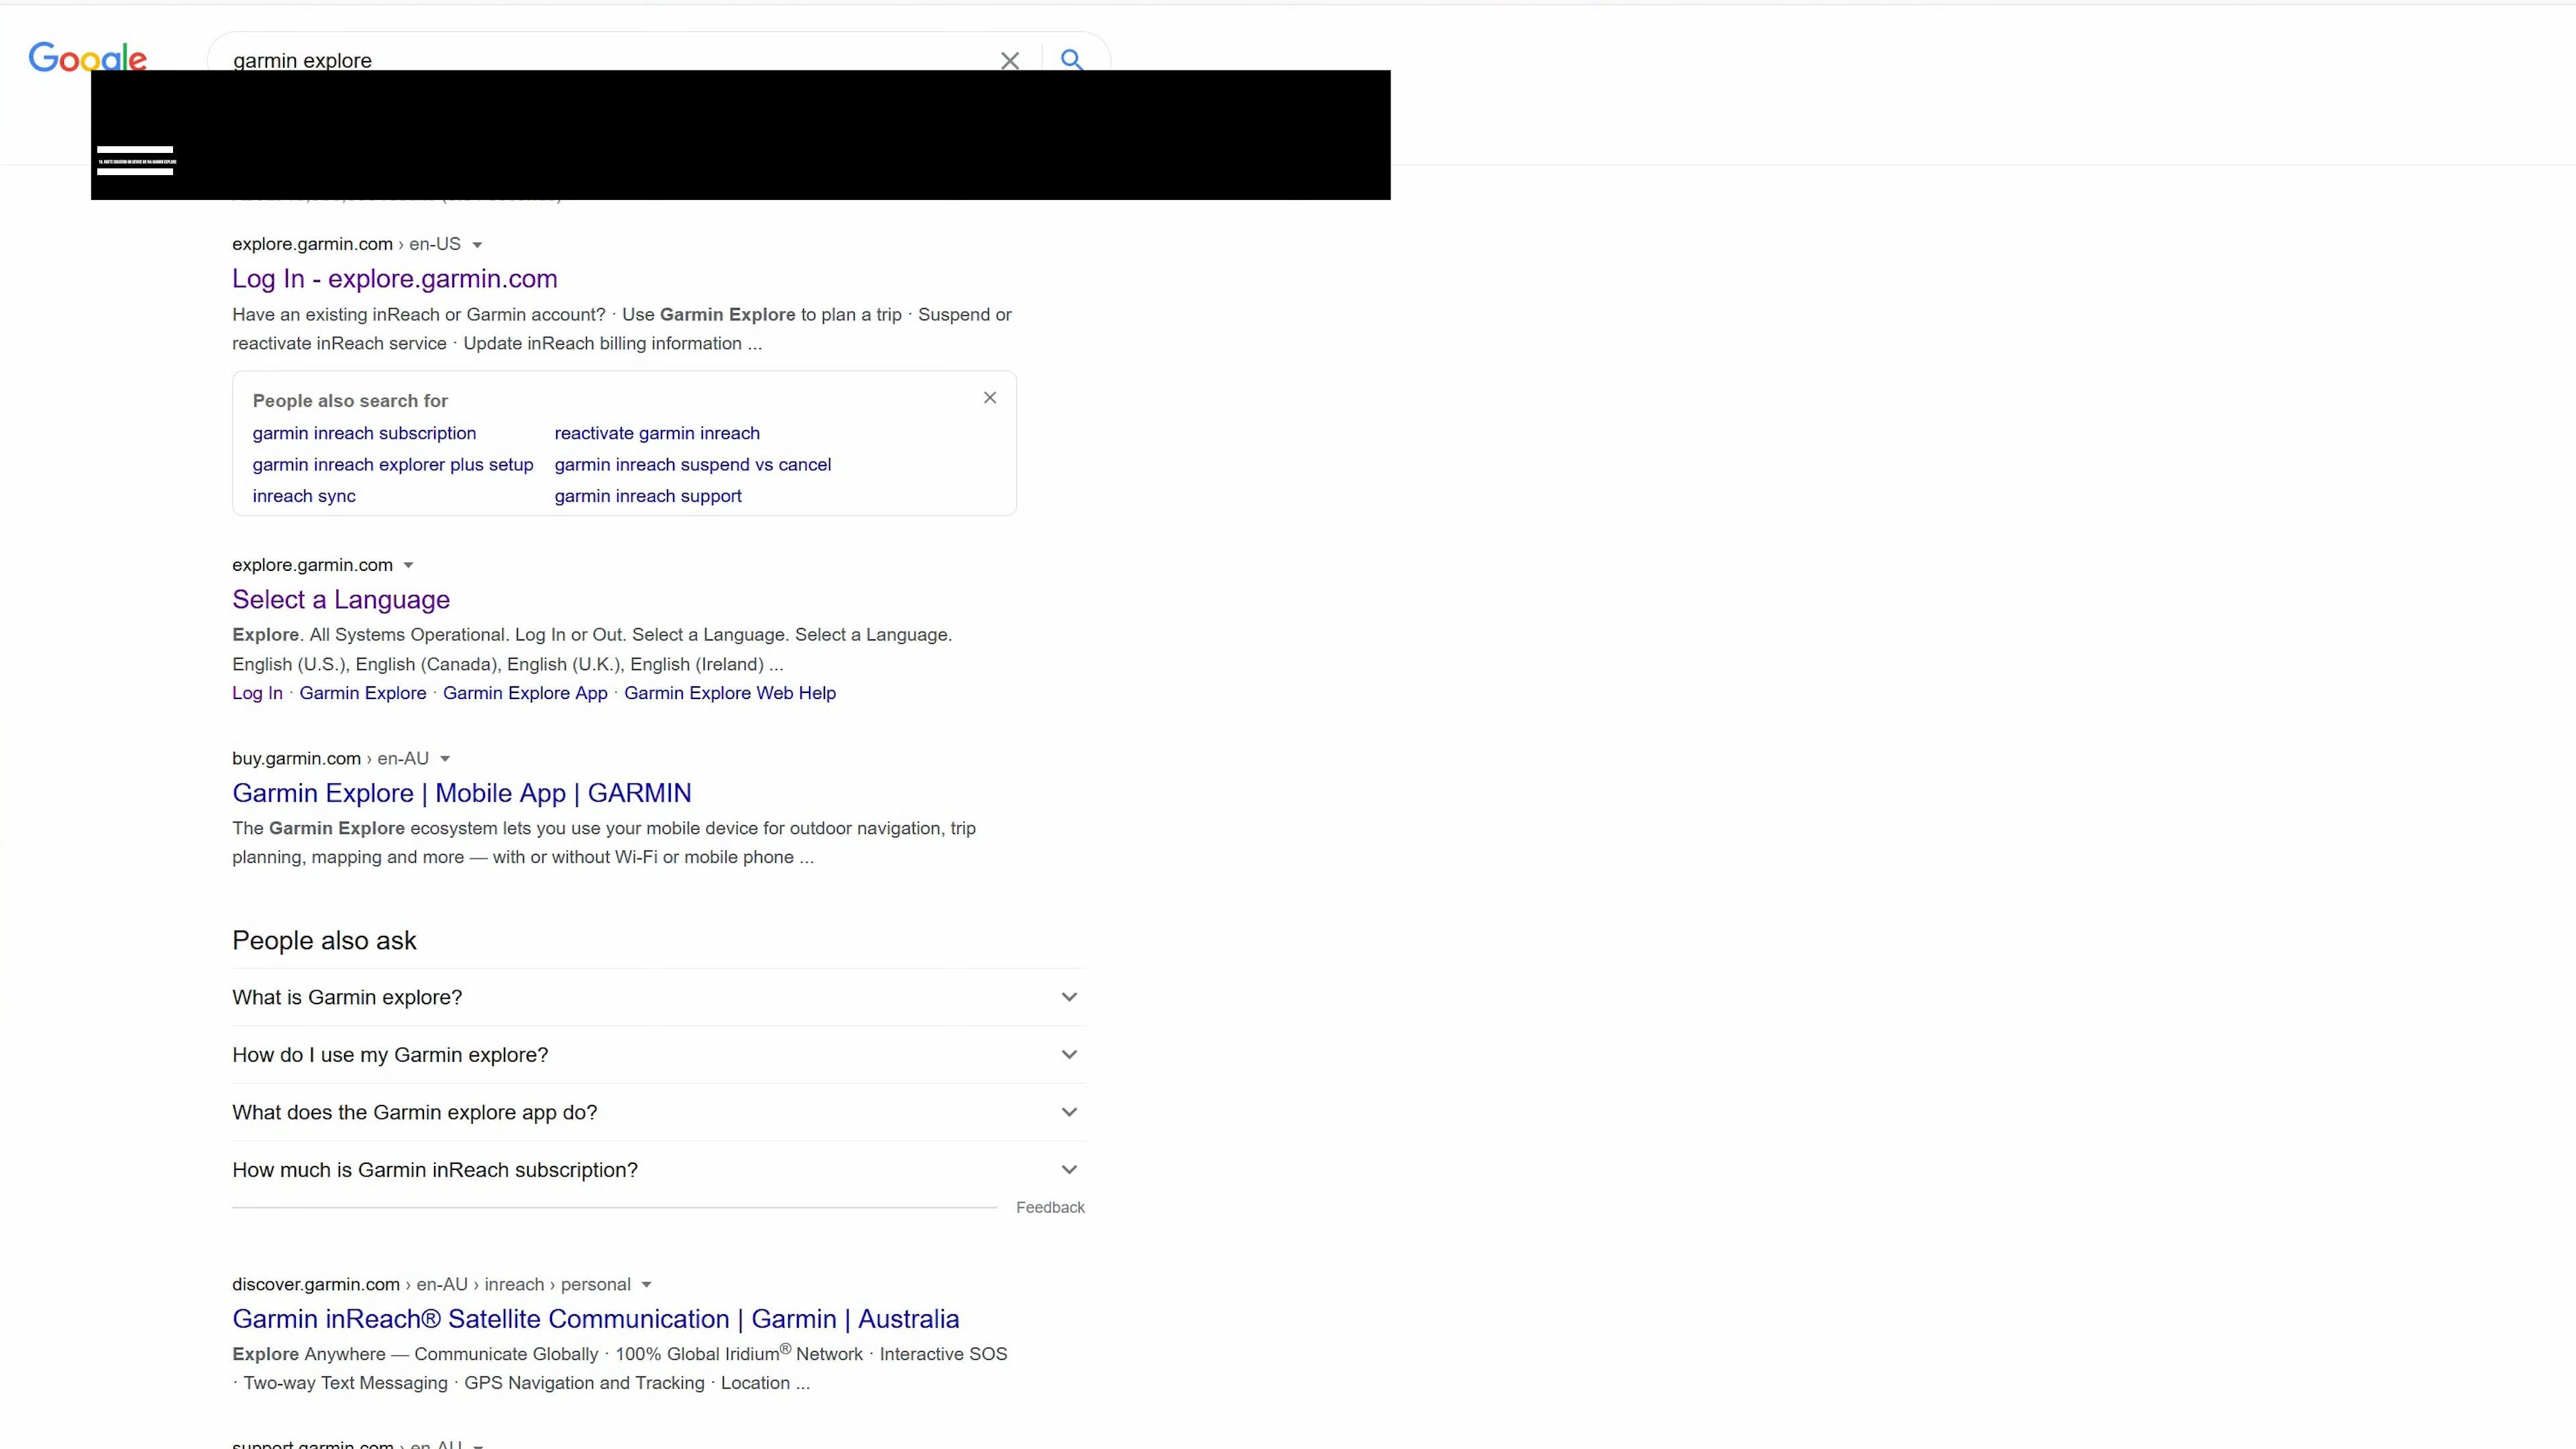 Google
garmin explore
explore.garmin.com › en-US
Log In - explore.garmin.com
Have an existing inReach or Garmin account? · Use Garmin Explore to plan a trip · Suspend or
reactivate inReach service · Update inReach billing information ...
People also search for
garmin inreach subscription
reactivate garmin inreach
garmin inreach explorer plus setup
garmin inreach suspend vs cancel
inreach sync
garmin inreach support
explore.garmin.com
Select a Language
Explore. All Systems Operational. Log In or Out. Select a Language. Select a Language.
English (U.S.), English (Canada), English (U.K.), English (Ireland) ...
Log In · Garmin Explore · Garmin Explore App · Garmin Explore Web Help
buy.garmin.com › en-AU
Garmin Explore | Mobile App | GARMIN
The Garmin Explore ecosystem lets you use your mobile device for outdoor navigation, trip
planning, mapping and more — with or without Wi-Fi or mobile phone ...
People also ask
What is Garmin explore?
How do I use my Garmin explore?
What does the Garmin explore app do?
How much is Garmin inReach subscription?
Feedback
discover.garmin.com › en-AU › inreach › personal
Garmin inReach® Satellite Communication | Garmin | Australia
Explore Anywhere — Communicate Globally · 100% Global Iridium® Network · Interactive SOS
· Two-way Text Messaging · GPS Navigation and Tracking · Location ...
support.garmin.com › en-AU